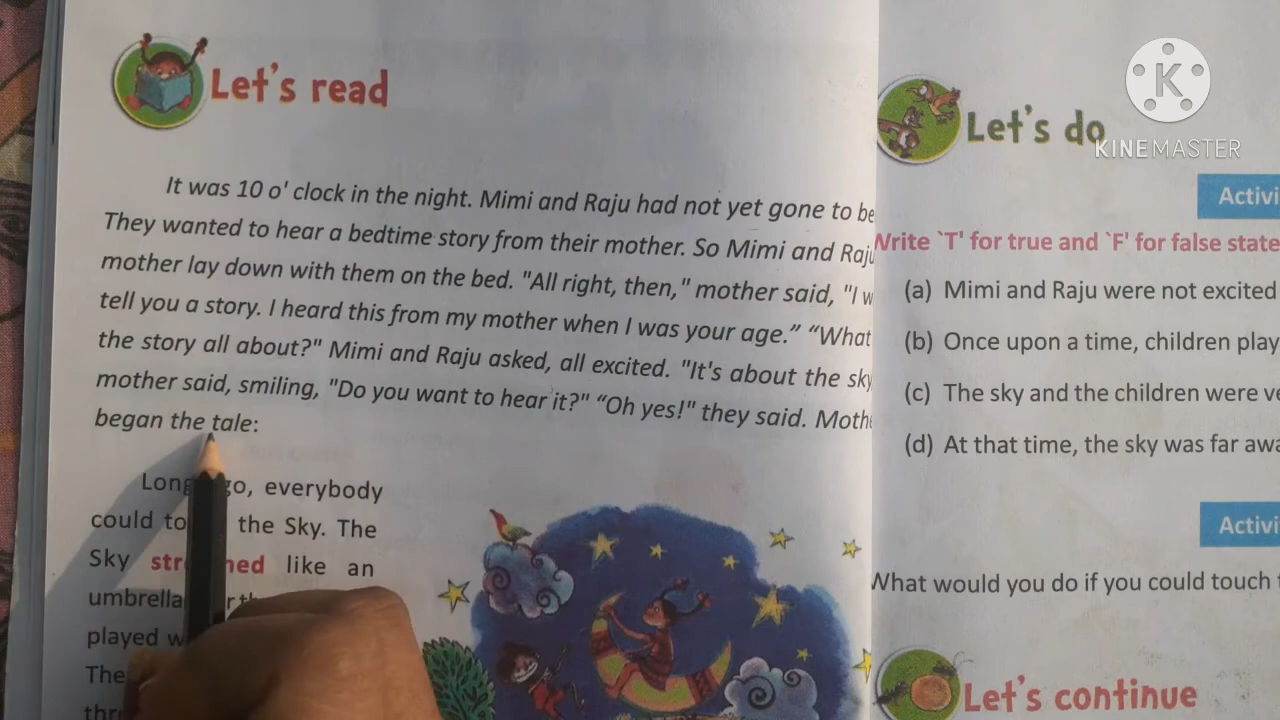 Let's read
It was 10 o' clock in the night. Mimi and Raju had not yet gone to be
They wanted to hear a bedtime story from their mother. So Mimi and Raju
mother lay down with them on the bed. "All right, then," mother said, "I w
tell you a story. I heard this from my mother when I was your age.” “What
the story all about?" Mimi and Raju asked, all excited. "It's about the sky
mother said, smiling, "Do you want to hear it?" “Oh yes!" they said. Moth
began the tale:
Long go, everybody
could to the Sky. The
Sky str hed like an
umbrella
played w
The
thr
Let's do
Activi
Write `T' for true and `F' for false state
(a) Mimi and Raju were not excited
(b) Once upon a time, children play
(c) The sky and the children were ve
(d) At that time, the sky was far awa
Activi
What would you do if you could touch
Let's continue
K
KINEMASTER